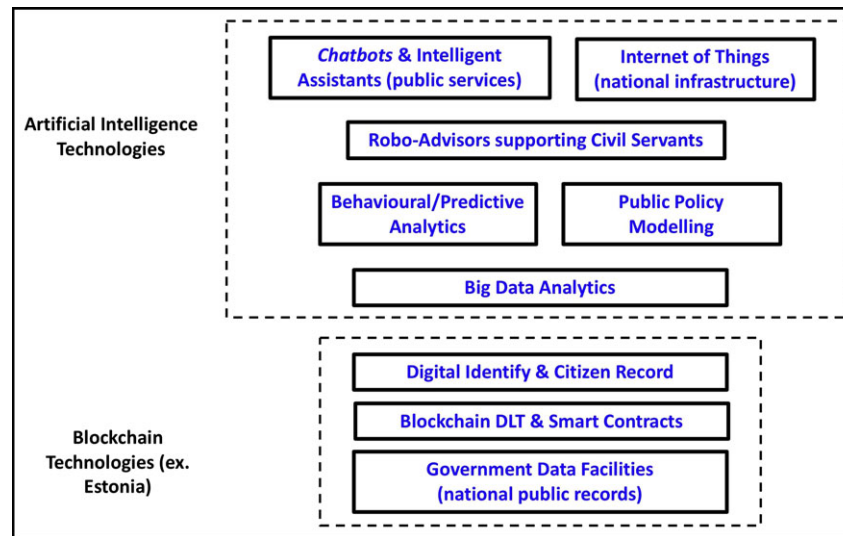 Chatbots & Intelligent
Assistants (public services)
Internet of Things
(national infrastructure)
Artificial Intelligence
Technologies
Robo-Advisors supporting Civil Servants
Behavioural/Predictive
Analytics
Public Policy
Modelling
Big Data Analytics
Digital Identify & Citizen Record
Blockchain DLT & Smart Contracts
Blockchain
Technologies (ex.
Estonia)
Government Data Facilities
(national public records)